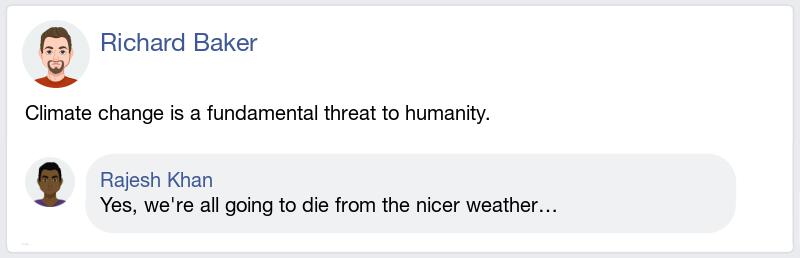 Richard Baker
Climate change is a fundamental threat to humanity.
Rajesh Khan
Yes, we're all going to die from the nicer weather…